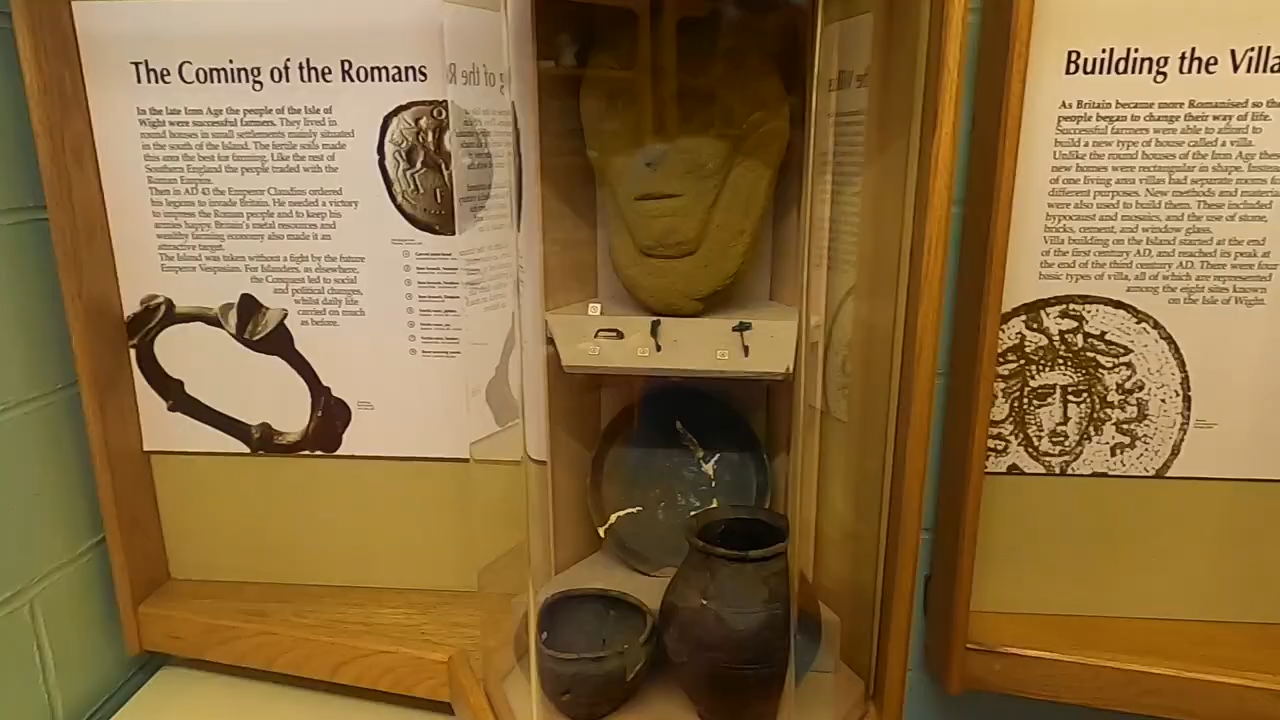 The Coming of the Romans
In the late Iron Age the people of the Isle of
Wight were successful farmers. They lived in
round houses in small settlements mainly situated
in the south of the Island. The fertile soils made
this area the best for farming. Like the rest of
Southern England the people traded with the
Roman Empire.
Then in AD 43 the Emperor Claudius ordered
his legions to invade Britain. He needed a victory
to impress the Roman people and to keep his
armies happy. Britain's metal resources and
wealthy farming economy also made it an
attractive target.
The Island was taken without a fight by the future
Emperor Vespasian. For Islanders, as elsewhere,
the Conquest led to social
and political changes,
whilst daily life
carried on much
as before.
Building the Villa
As Britain became more Romanised so
people began to change their way of life.
Successful farmers were able to afford to
build a new type of house called a villa.
Unlike the round houses of the Iron Age these
new homes were rectangular in shape.
of one living area villas had separate rooms
different purposes. New methods and
were also used to build them. These included
hypocaust and mosaics, and the use of stone,
bricks, cement, and window glass.
Villa building on the Island started at the end
of the first century AD, and reached its peak at
the end of the third century AD. There were four
basic types of villa, all of which are represented
among the eight sites known
on the Isle of Wight.